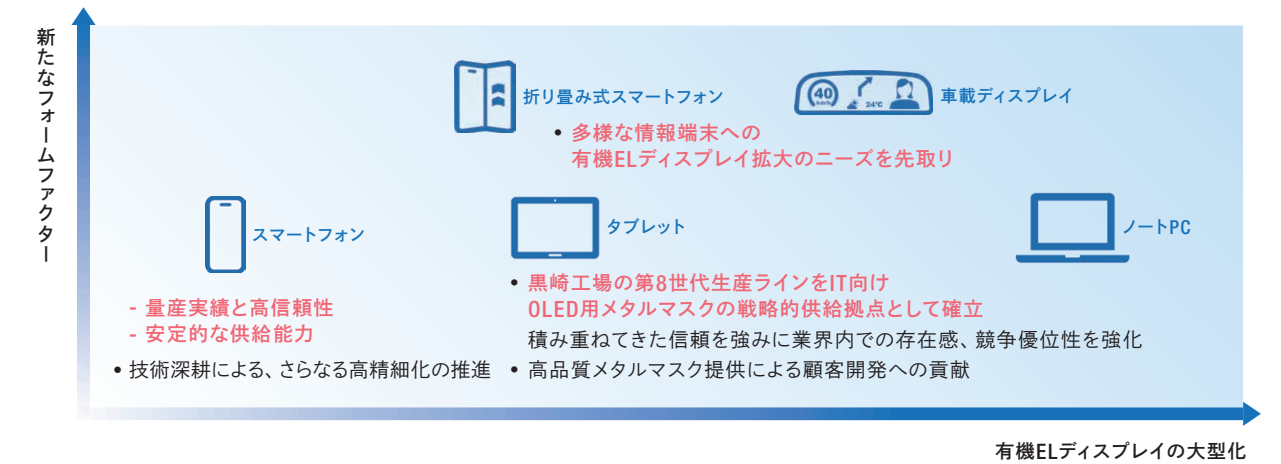 新たなフォームファクター
折り畳み式スマートフォン
40
km/h
24℃
車載ディスプレイ
• 多様な情報端末への
有機ELディスプレイ拡大のニーズを先取り
スマートフォン
タブレット
ノートPC
- 量産実績と高信頼性
- 安定的な供給能力
• 技術深耕による、さらなる高精細化の推進
• 黒崎工場の第8世代生産ラインをIT向け
OLED用メタルマスクの戦略的供給拠点として確立
積み重ねてきた信頼を強みに業界内での存在感、競争優位性を強化
• 高品質メタルマスク提供による顧客開発への貢献
有機ELディスプレイの大型化